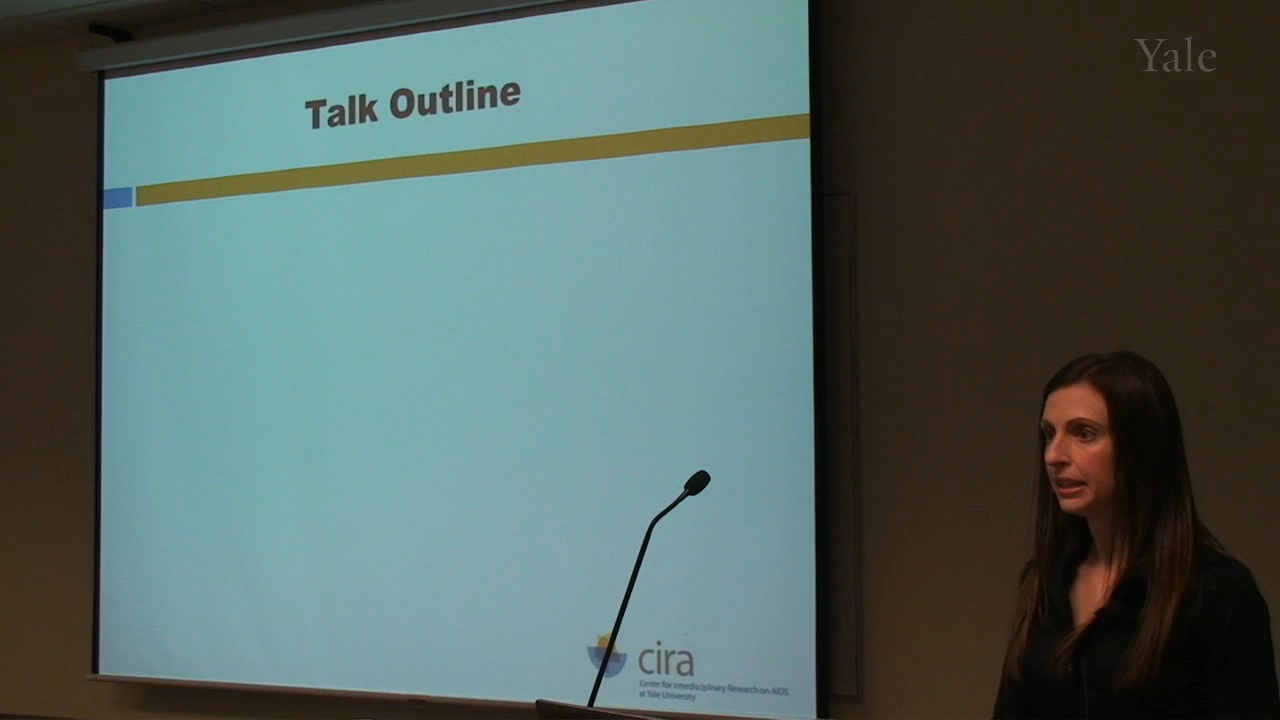 Yale
Talk Outline
cira
Center for Interdisciplinary Research on AIDS
at Yale University